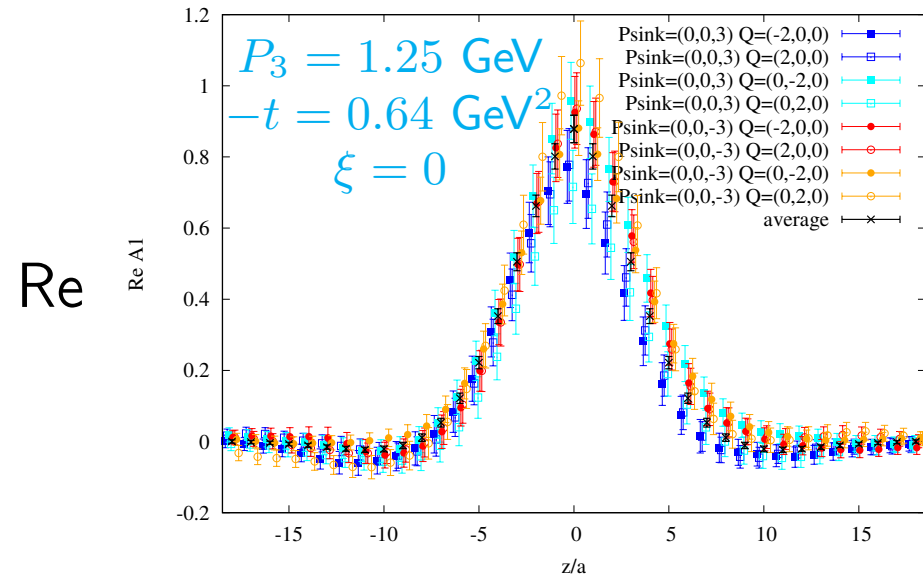 P_3 = 1.25 GeV
-t = 0.64 GeV^2
ξ = 0
Psink=(0,0,3) Q=(-2,0,0)
Psink=(0,0,3) Q=(2,0,0)
Psink=(0,0,3) Q=(0,-2,0)
Psink=(0,0,3) Q=(0,2,0)
Psink=(0,0,-3) Q=(-2,0,0)
Psink=(0,0,-3) Q=(2,0,0)
Psink=(0,0,-3) Q=(0,-2,0)
Psink=(0,0,-3) Q=(0,2,0)
average
Re
Re A1
1.2
1
0.8
0.6
0.4
0.2
0
-0.2
-15 -10 -5 0 5 10 15
z/a